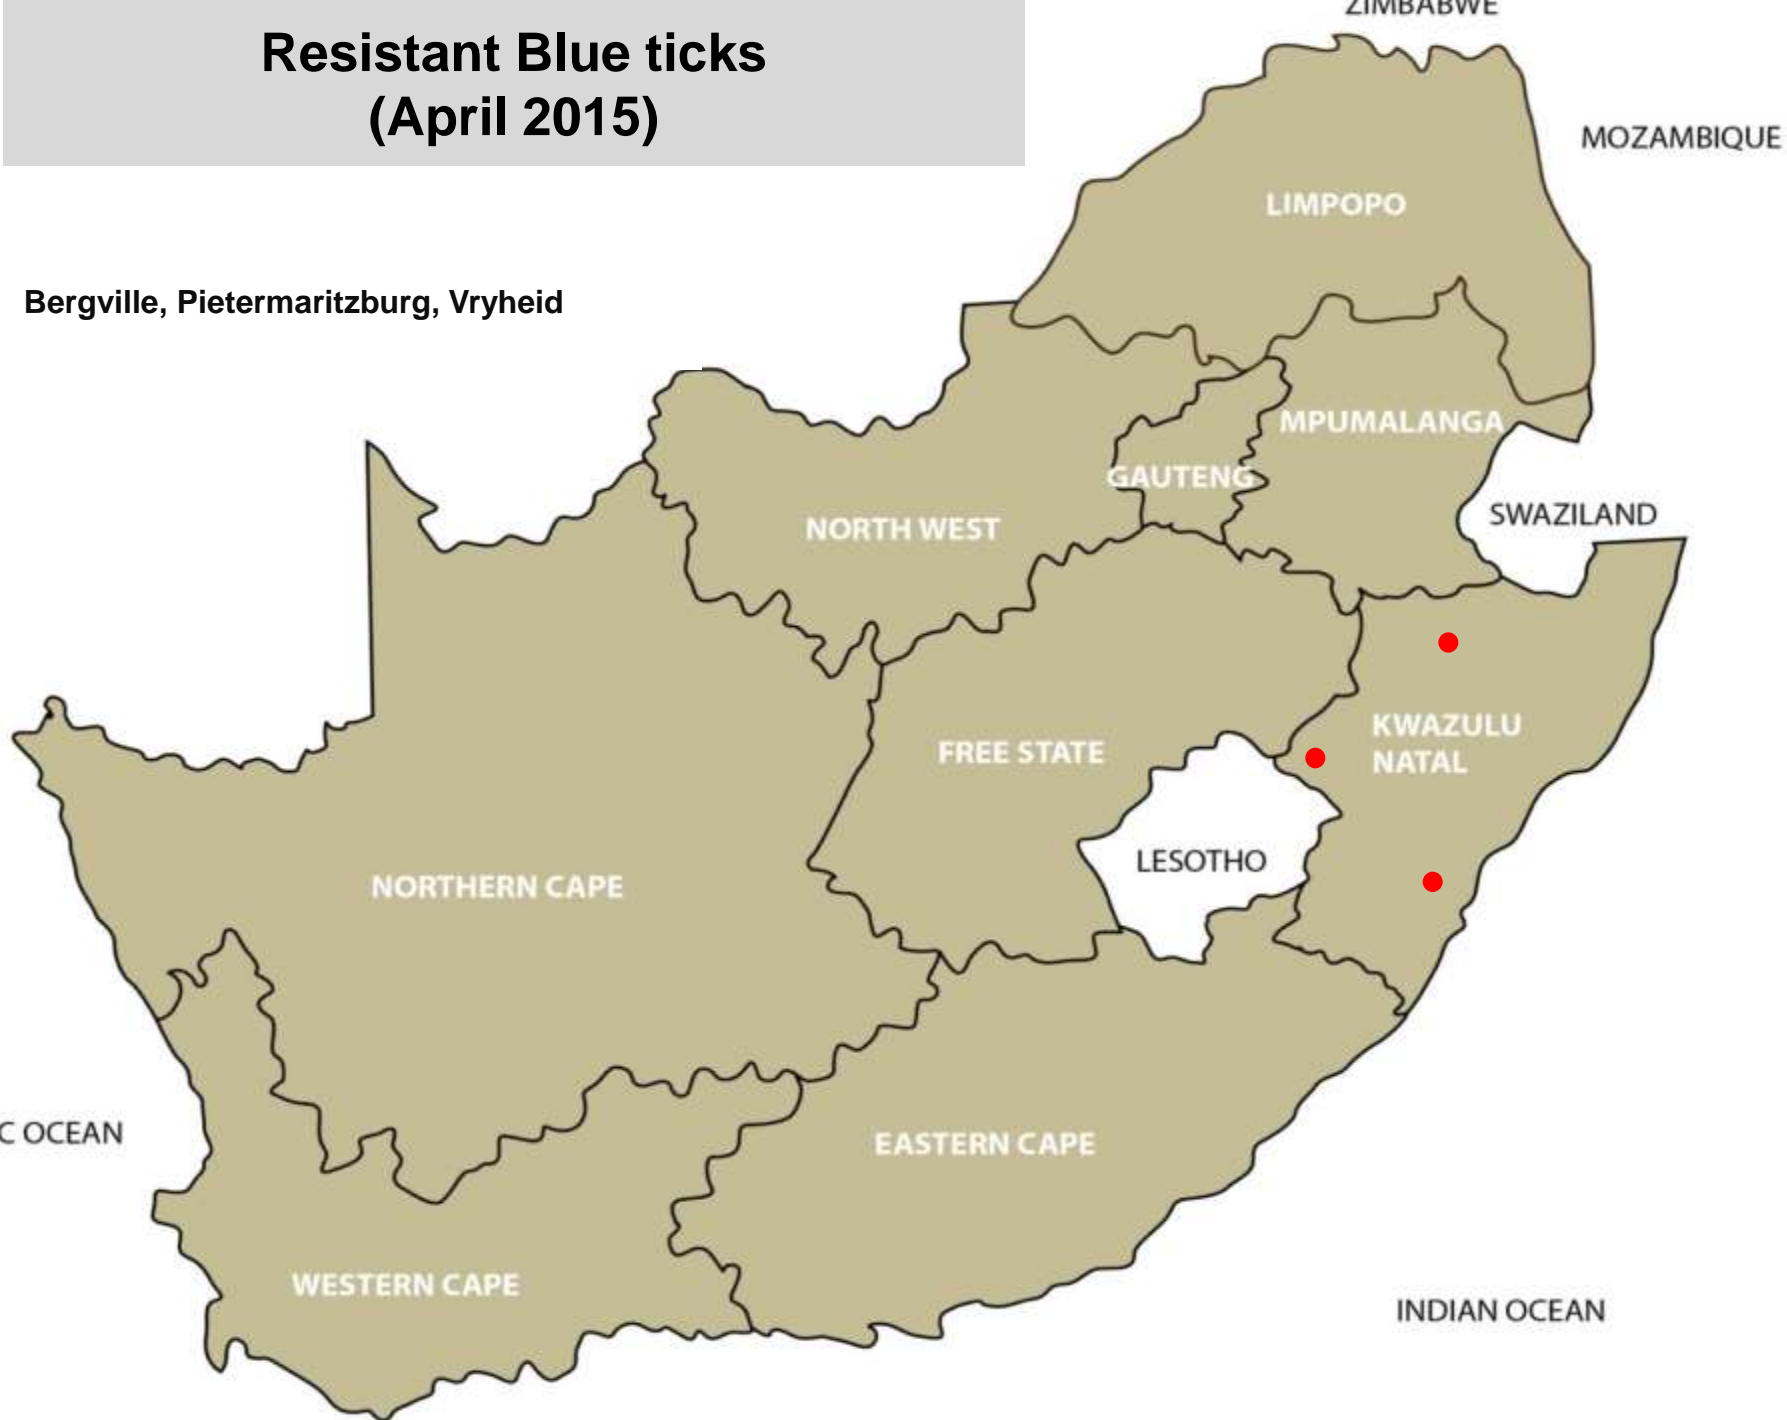 Resistant Blue ticks
(April 2015)
ZIMBABWE
MOZAMBIQUE
LIMPOPO
Bergville, Pietermaritzburg, Vryheid
MPUMALANGA
GAUTENG
SWAZILAND
NORTH WEST
KWAZULU
NATAL
FREE STATE
LESOTHO
NORTHERN CAPE
C OCEAN
EASTERN CAPE
WESTERN CAPE
INDIAN OCEAN